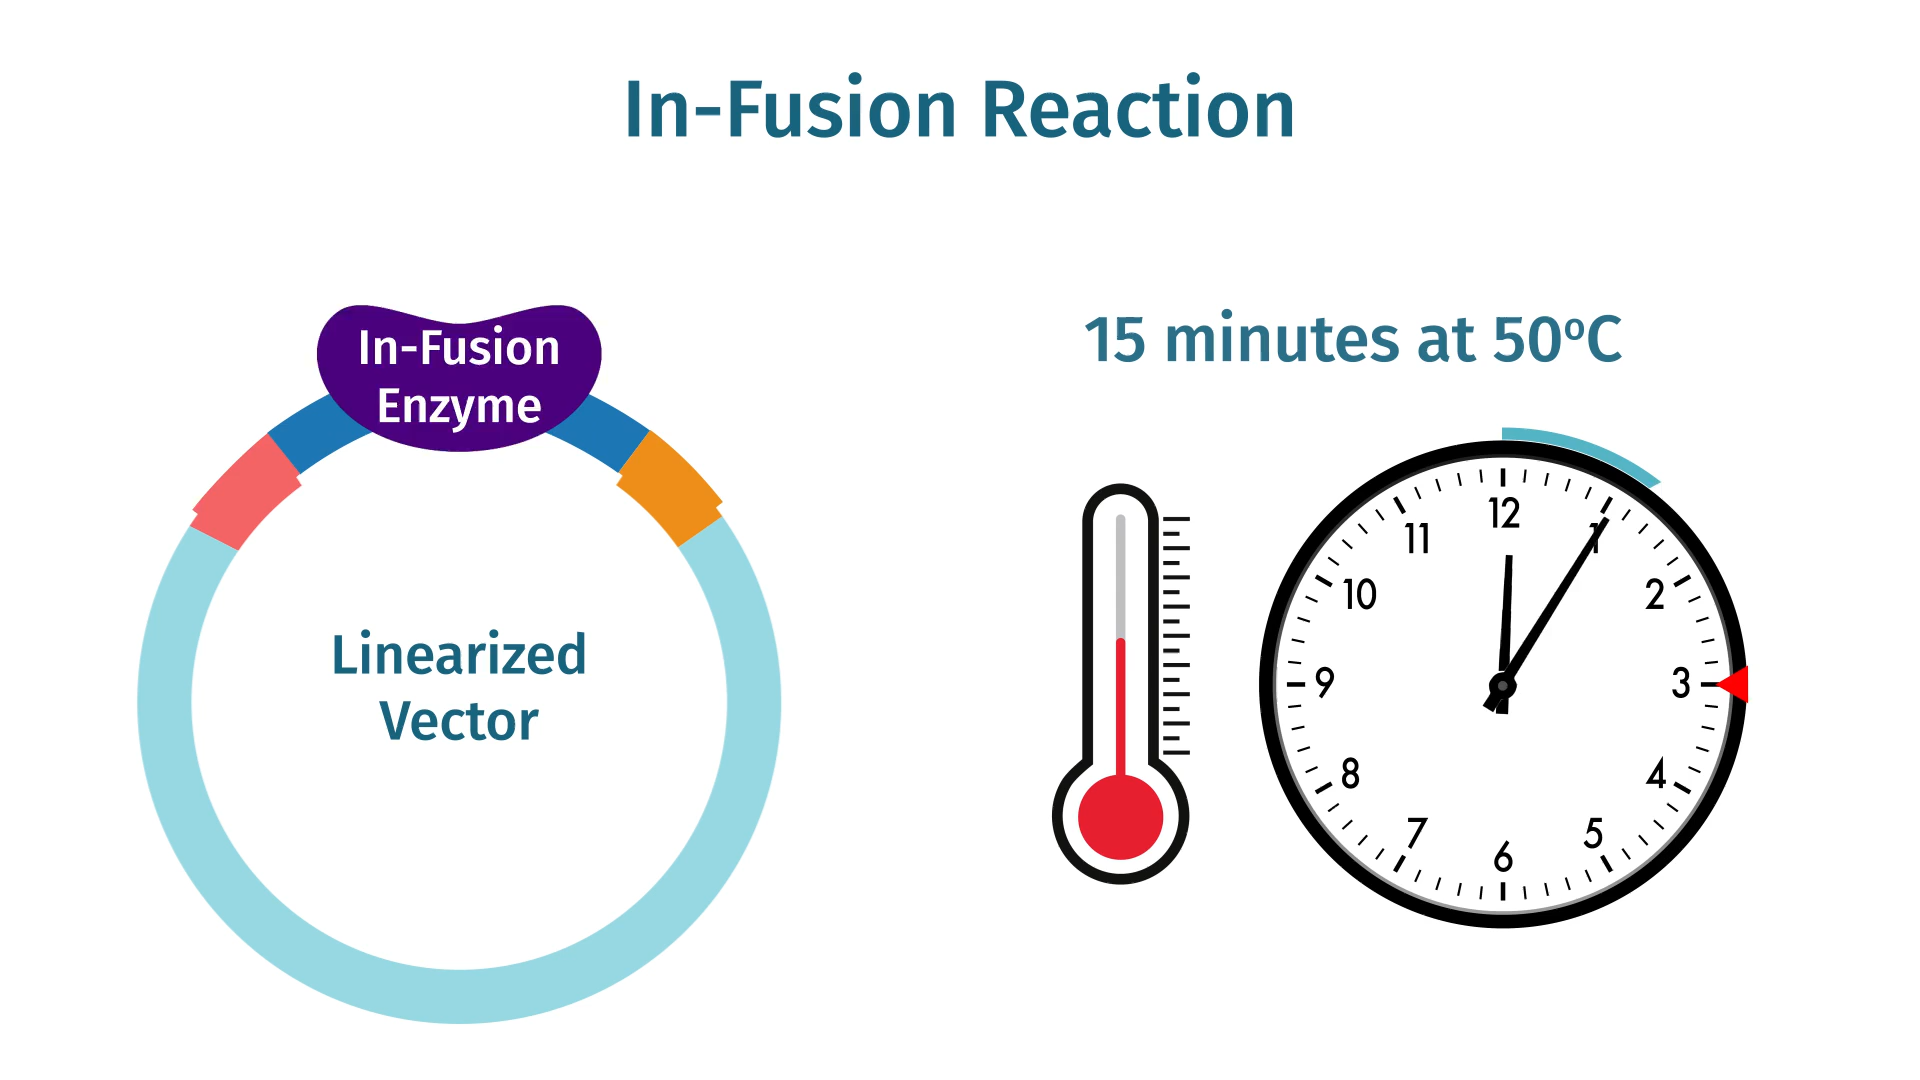 In-Fusion Reaction
In-Fusion
Enzyme
Linearized
Vector
15 minutes at 50ºC
12
1
2
3
4
5
6
7
8
9
10
11